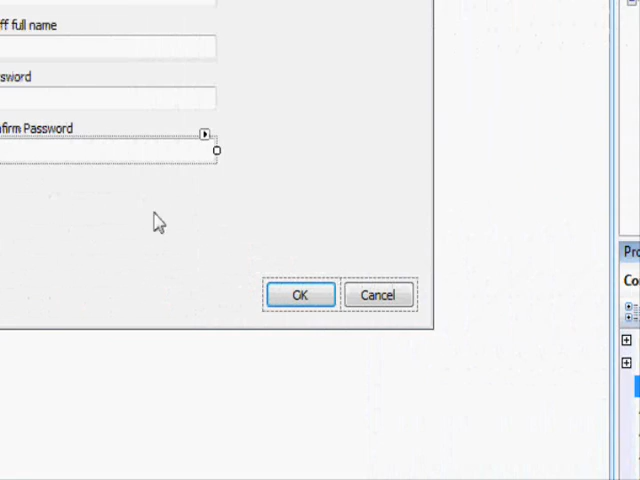 ff full name
sword
firm Password
OK
Cancel
Pro
Co